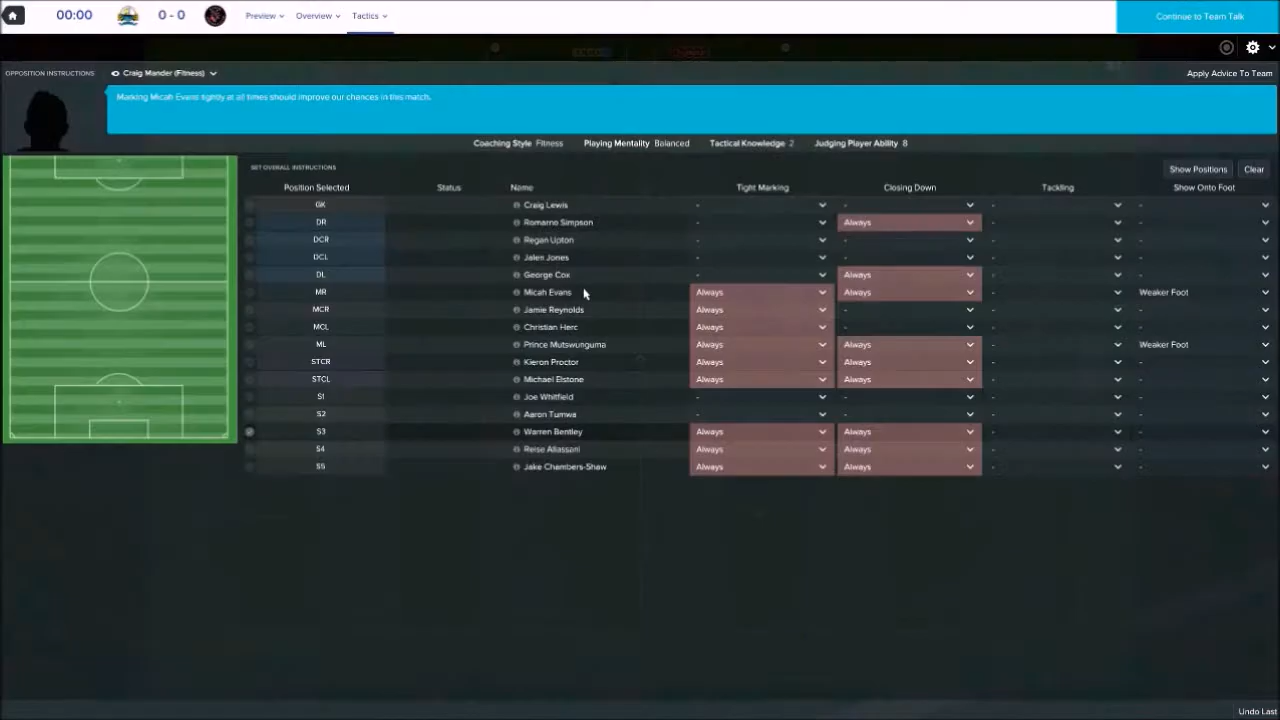 00:00 0 - 0 Preview Overview Tactics Continue to Team Talk
OPPOSITION INSTRUCTIONS Craig Mander (Fitness) Apply Advice To Team
Marking Micah Evans tightly at all times should improve our chances in this match.
Coaching Style Fitness Playing Mentality Balanced Tactical Knowledge 2 Judging Player Ability 8
SET OVERALL INSTRUCTIONS Show Positions Clear
Position Selected Status Name Tight Marking Closing Down Tackling Show Onto Foot
GK Craig Lewis - - - -
DR Romarno Simpson - Always - -
DCR Regan Upton - - - -
DCL Jalen Jones - - - -
DL George Cox - Always - -
MR Micah Evans Always Always - Weaker Foot
MCR Jamie Reynolds Always - - -
MCL Christian Herc Always - - -
ML Prince Mutswunguma Always Always - Weaker Foot
STCR Kieron Proctor Always Always - -
STCL Michael Elstone Always Always - -
S1 Joe Whitfield - - - -
S2 Aaron Tumwa - - - -
S3 Warren Bentley Always Always - -
S4 Reise Allassani Always Always - -
S5 Jake Chambers-Shaw Always Always - -
Undo Last